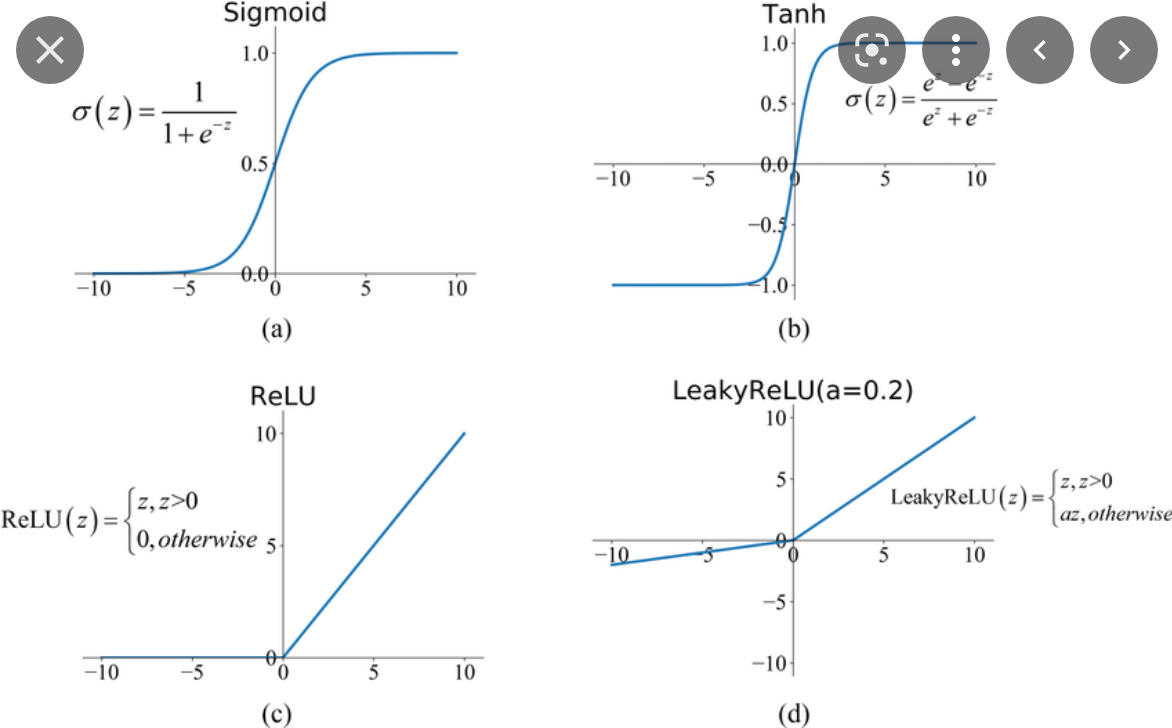 Sigmoid
1.0
σ(z) = 1 / (1 + e^{-z})
0.5
0.0
−10 −5 0 5 10
(a)
Tanh
1.0
σ(z) = (e^z − e^{-z}) / (e^z + e^{-z})
0.5
0.0
−10 −5 0 5 10
−0.5
−1.0
(b)
ReLU
10
ReLU(z) = { z, z>0
0, otherwise
5
0
−10 −5 0 5 10
(c)
LeakyReLU(a=0.2)
10
5
LeakyReLU(z) = { z, z>0
az, otherwise
0
−10 −5 0 5 10
−5
−10
(d)